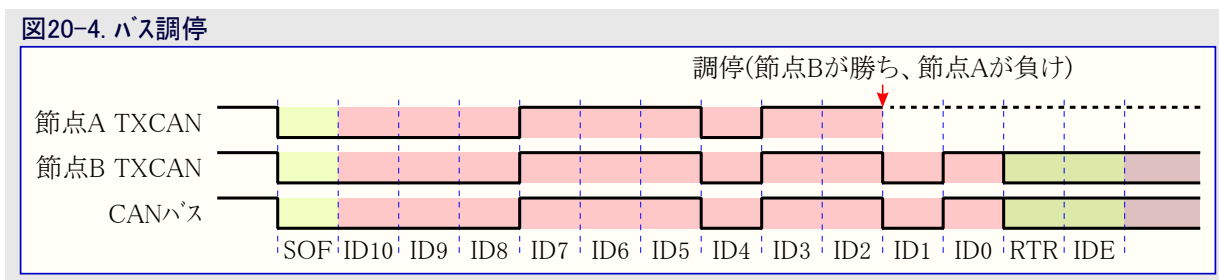 図20-4. バス調停
調停(節点Bが勝ち、節点Aが負け)
節点A TXCAN
節点B TXCAN
CANバス
SOF ID10 ID9 ID8 ID7 ID6 ID5 ID4 ID3 ID2 ID1 ID0 RTR IDE